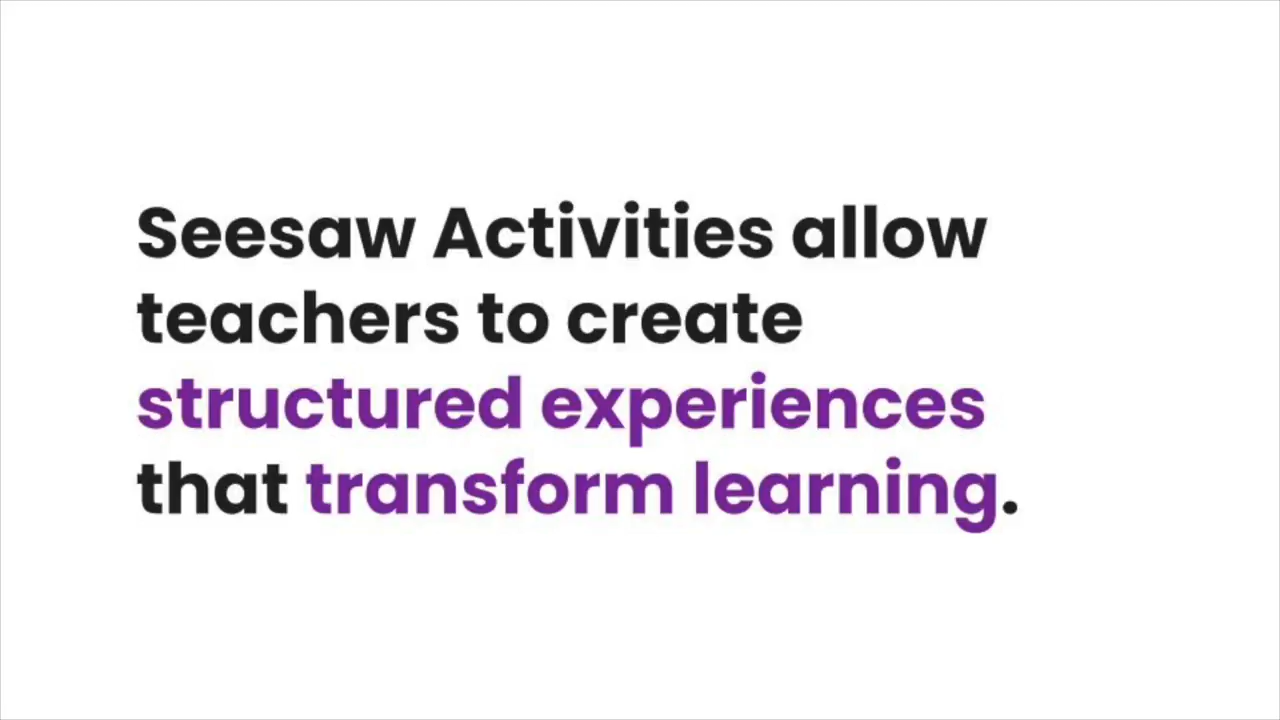 Seesaw Activities allow
teachers to create
structured experiences
that transform learning.